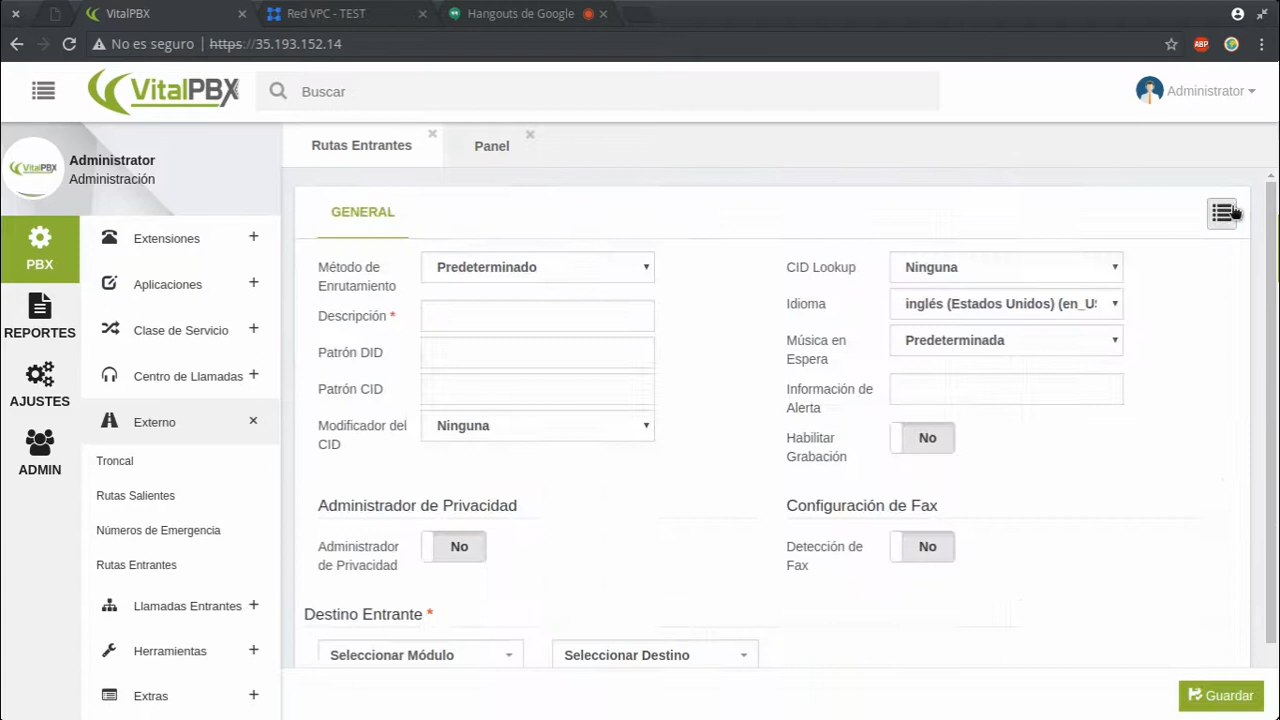 VitalPBX
Red VPC - TEST
Hangouts de Google
No es seguro
https://35.193.152.14
ABP
VitalPBX
Buscar
Administrator
VitalPBX
Administrator
Administración
Rutas Entrantes
Panel
PBX
REPORTES
AJUSTES
ADMIN
Extensiones
Aplicaciones
Clase de Servicio
Centro de Llamadas
Externo
Troncal
Rutas Salientes
Números de Emergencia
Rutas Entrantes
Llamadas Entrantes
Herramientas
Extras
GENERAL
Método de
Enrutamiento
Predeterminado
Descripción *
Patrón DID
Patrón CID
Modificador del
CID
Ninguna
CID Lookup
Ninguna
Idioma
inglés (Estados Unidos) (en_US
Música en
Espera
Predeterminada
Información de
Alerta
Habilitar
Grabación
No
Administrador de Privacidad
Administrador
de Privacidad
No
Configuración de Fax
Detección de
Fax
No
Destino Entrante *
Seleccionar Módulo
Seleccionar Destino
Guardar